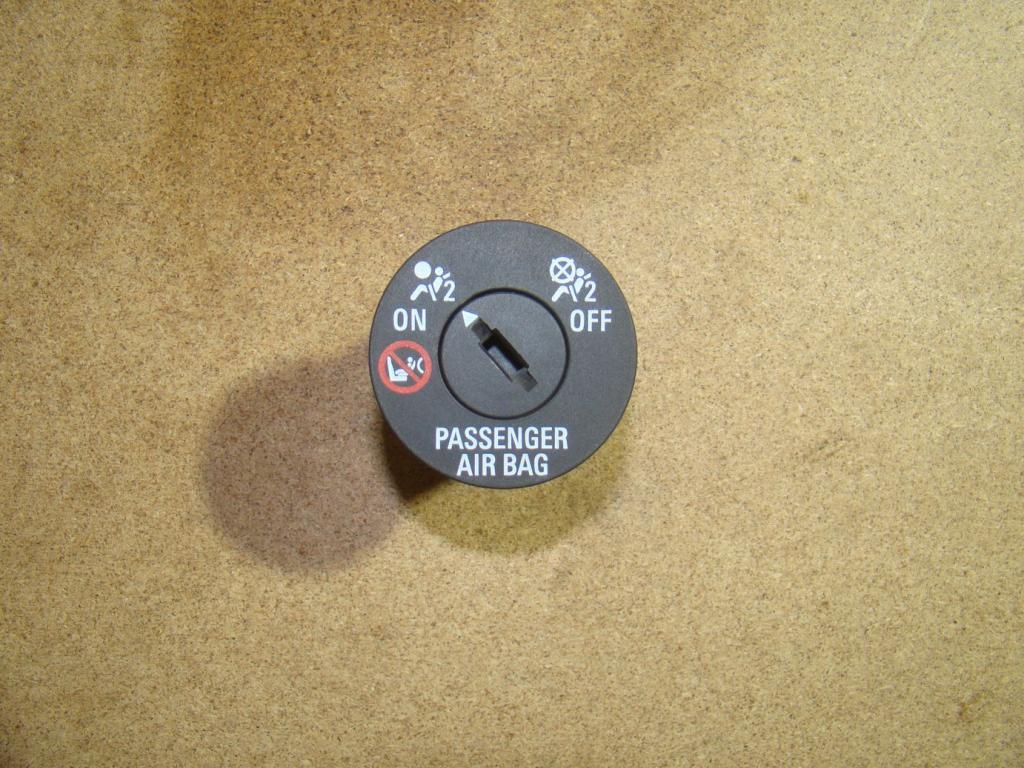 2 2
ON OFF
PASSENGER
AIR BAG